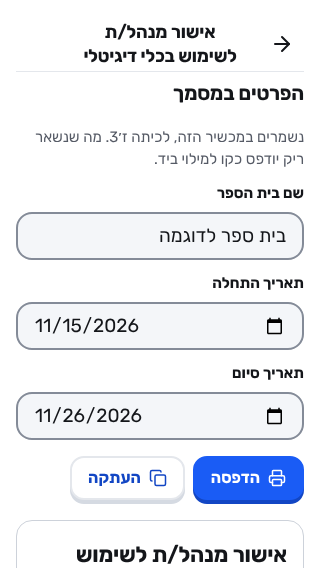 אישור מנהל/ת
לשימוש בכלי דיגיטלי
הפרטים במסמך
נשמרים במכשיר הזה, לכיתה ז׳3. מה שנשאר
ריק יודפס כקו למילוי ביד.
שם בית הספר
בית ספר לדוגמה
תאריך התחלה
11/15/2026
תאריך סיום
11/26/2026
הדפסה
העתקה
אישור מנהל/ת לשימוש